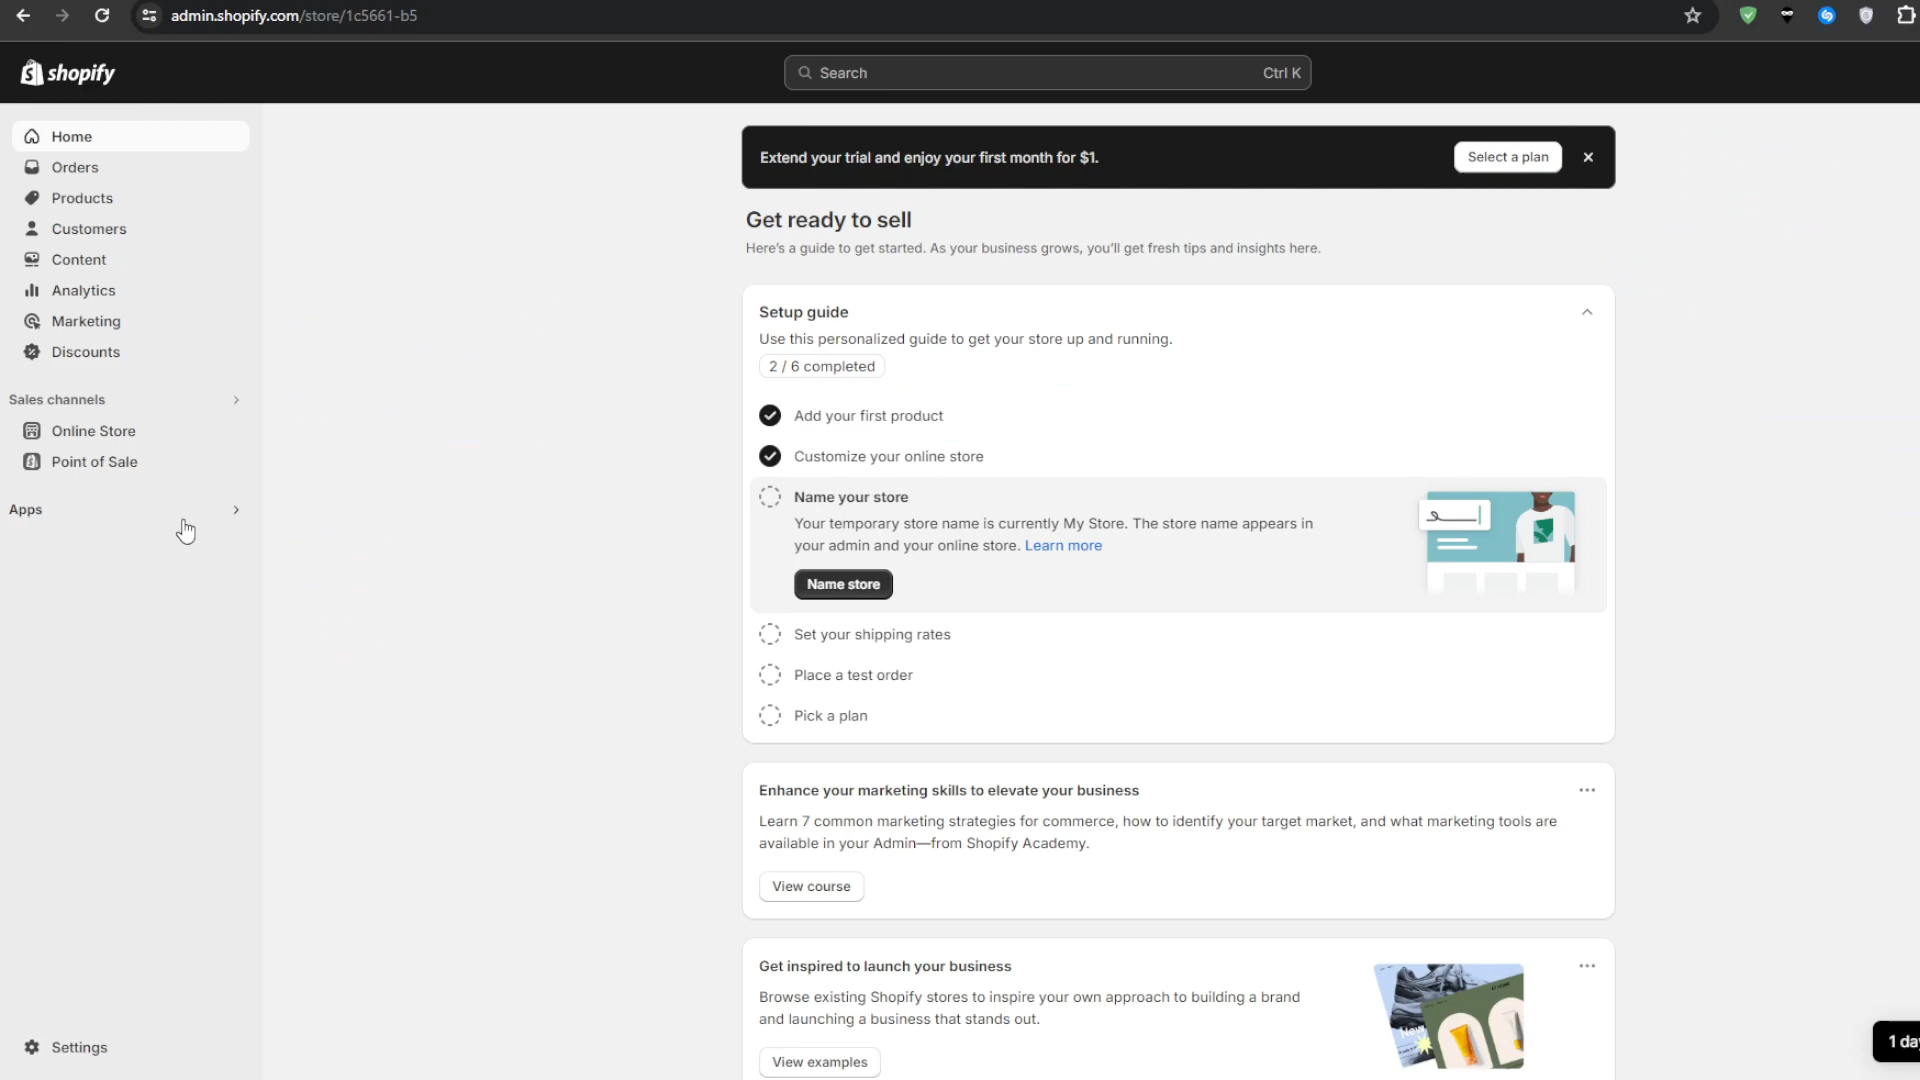 admin.shopify.com/store/1c5661-b5
shopify
Search
Ctrl K
Home
Orders
Products
Customers
Content
Analytics
Marketing
Discounts
Sales channels
Online Store
Point of Sale
Apps
Settings
Extend your trial and enjoy your first month for $1.
Select a plan
Get ready to sell
Here's a guide to get started. As your business grows, you'll get fresh tips and insights here.
Setup guide
Use this personalized guide to get your store up and running.
2 / 6 completed
Add your first product
Customize your online store
Name your store
Your temporary store name is currently My Store. The store name appears in
your admin and your online store. Learn more
Name store
Set your shipping rates
Place a test order
Pick a plan
Enhance your marketing skills to elevate your business
Learn 7 common marketing strategies for commerce, how to identify your target market, and what marketing tools are
available in your Admin—from Shopify Academy.
View course
Get inspired to launch your business
Browse existing Shopify stores to inspire your own approach to building a brand
and launching a business that stands out.
View examples
New
1 day